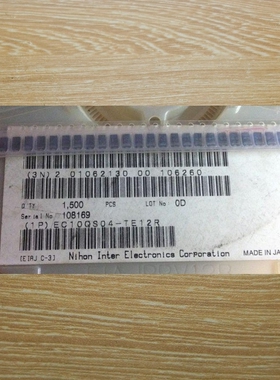 (3N)2 01062130 00 106260
Q'TY 1,500 PCS LOT No 0D
Serial No. 108169
(1P)EC10QS04-TE12R
(EIAJ C-3) Nihon Inter Electronics Corporation MADE IN JA